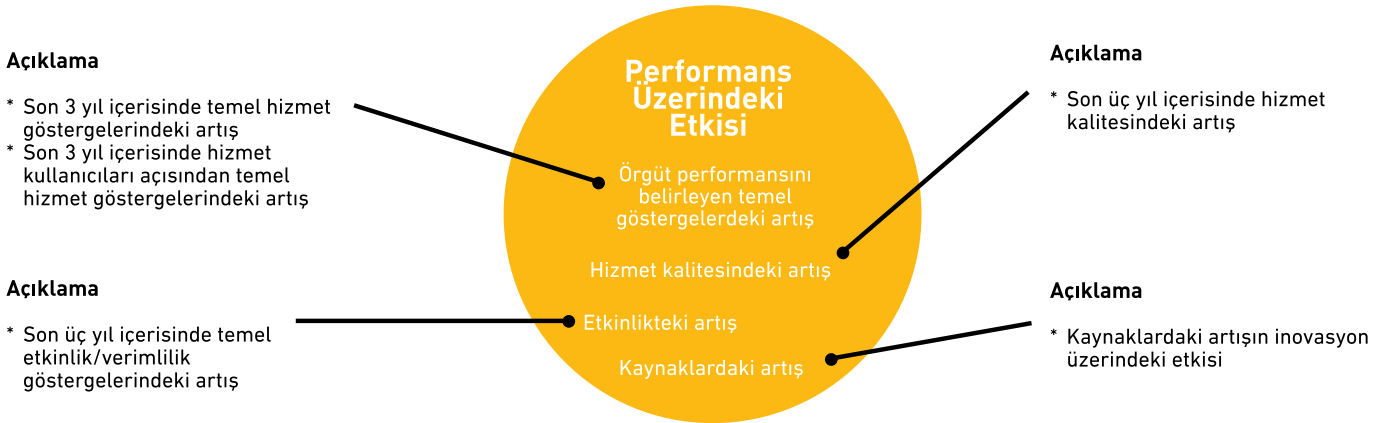 Açıklama
* Son 3 yıl içerisinde temel hizmet
göstergelerindeki artış
* Son 3 yıl içerisinde hizmet
kullanıcıları açısından temel
hizmet göstergelerindeki artış
Açıklama
* Son üç yıl içerisinde temel
etkinlik/verimlilik
göstergelerindeki artış
Performans
Üzerindeki
Etkisi
Örgüt performansını
belirleyen temel
göstergelerdeki artış
Hizmet kalitesindeki artış
Etkinlikteki artış
Kaynaklardaki artış
Açıklama
* Son üç yıl içerisinde hizmet
kalitesindeki artış
Açıklama
* Kaynaklardaki artışın inovasyon
üzerindeki etkisi